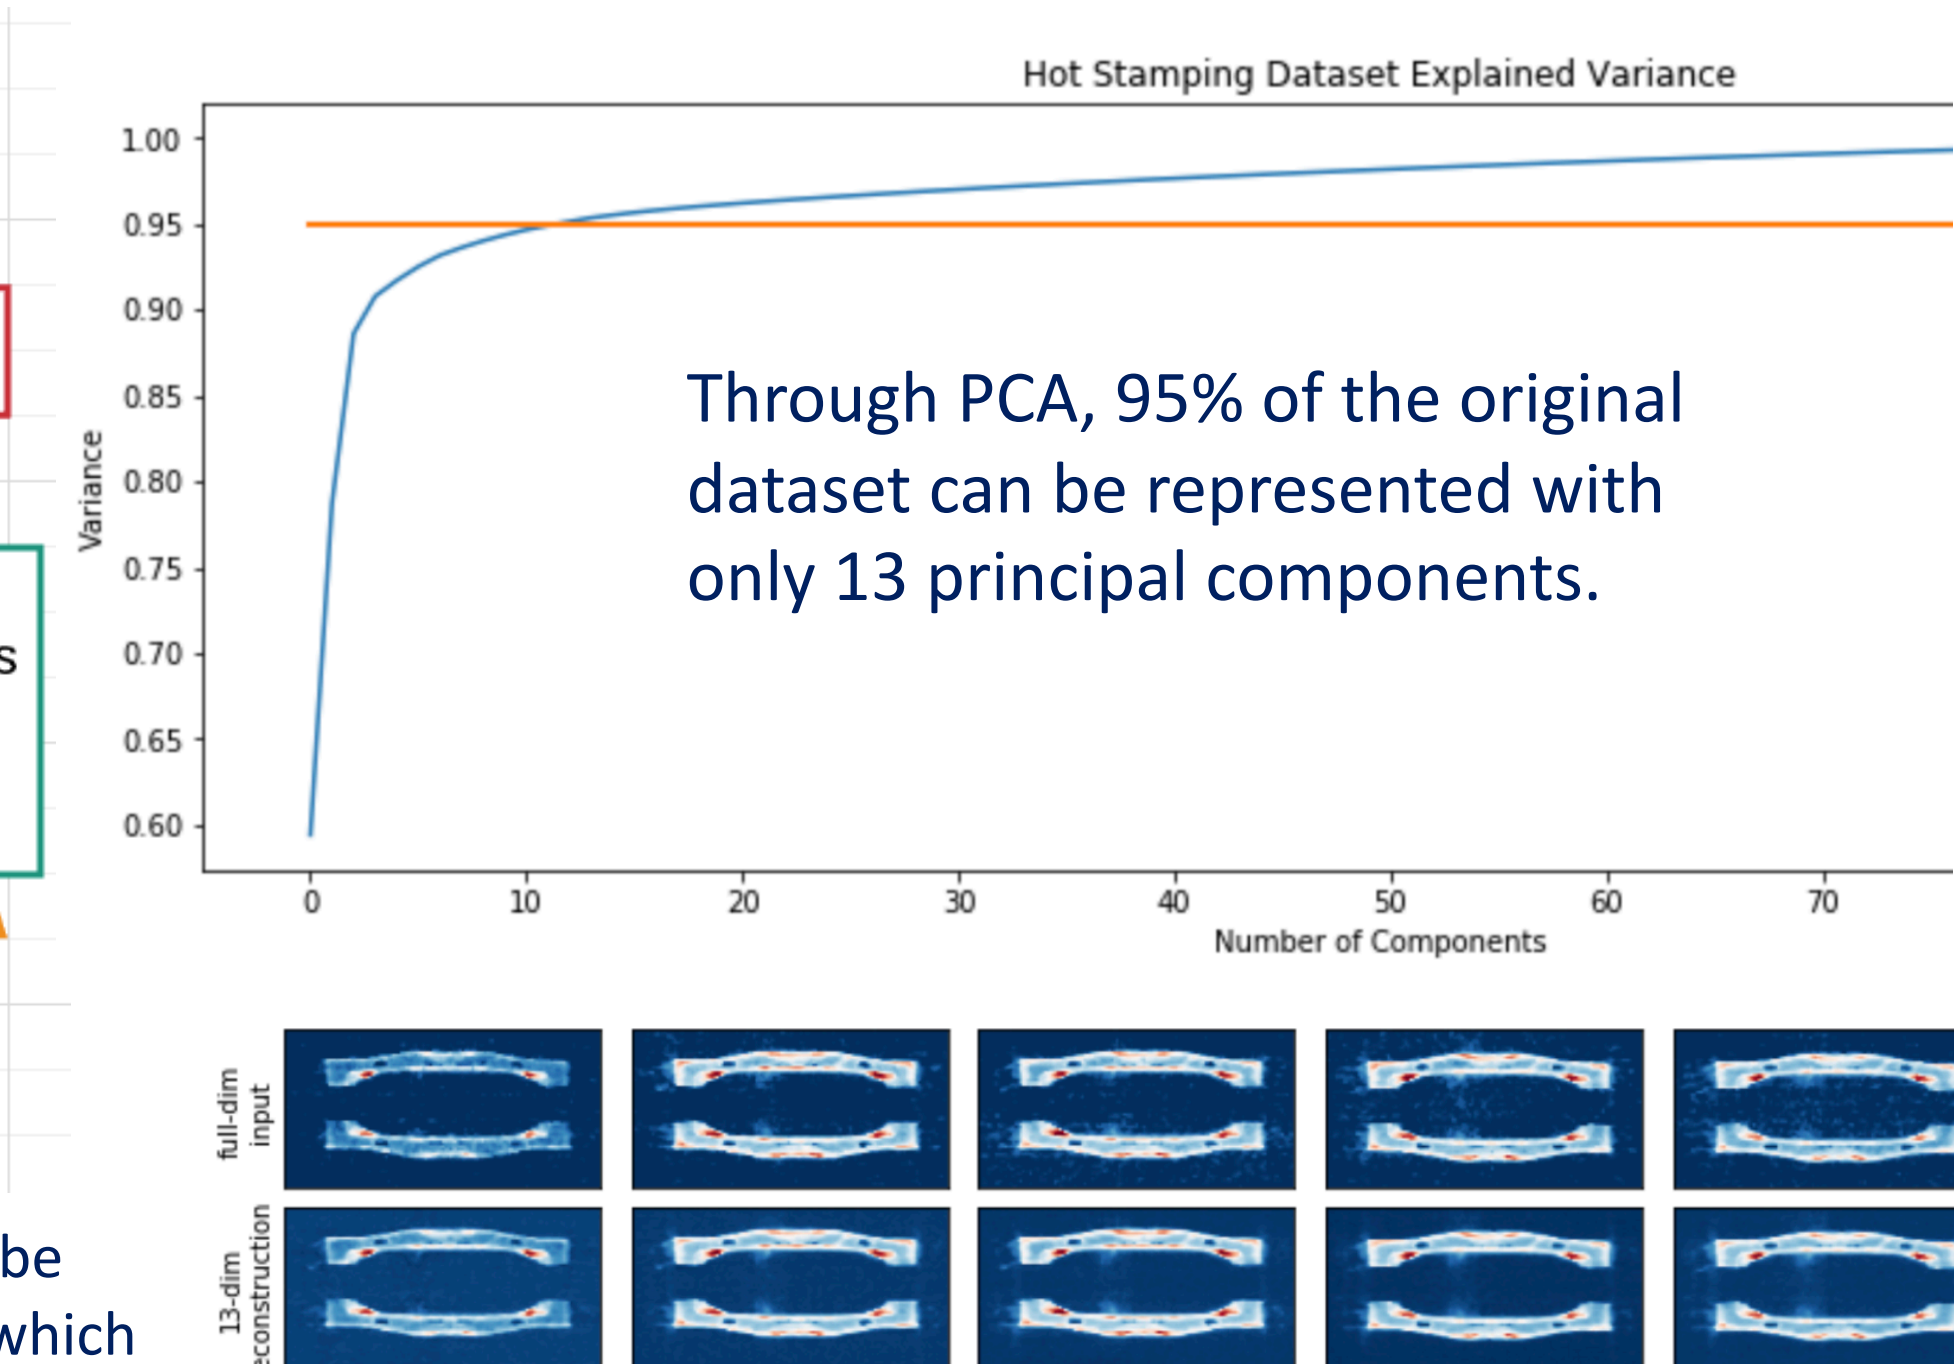 Hot Stamping Dataset Explained Variance
1.00
0.95
0.90
0.85
0.80
0.75
0.70
0.65
0.60
Variance
Through PCA, 95% of the original
dataset can be represented with
only 13 principal components.
0 10 20 30 40 50 60 70
Number of Components
s
full-dim
input
13-dim
econstruction
be
which